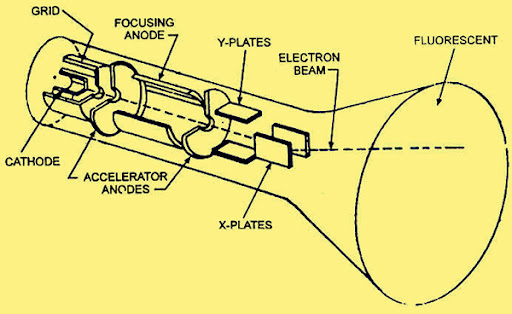 GRID
FOCUSING
ANODE
Y-PLATES
ELECTRON
BEAM
FLUORESCENT
CATHODE
ACCELERATOR
ANODES
X-PLATES